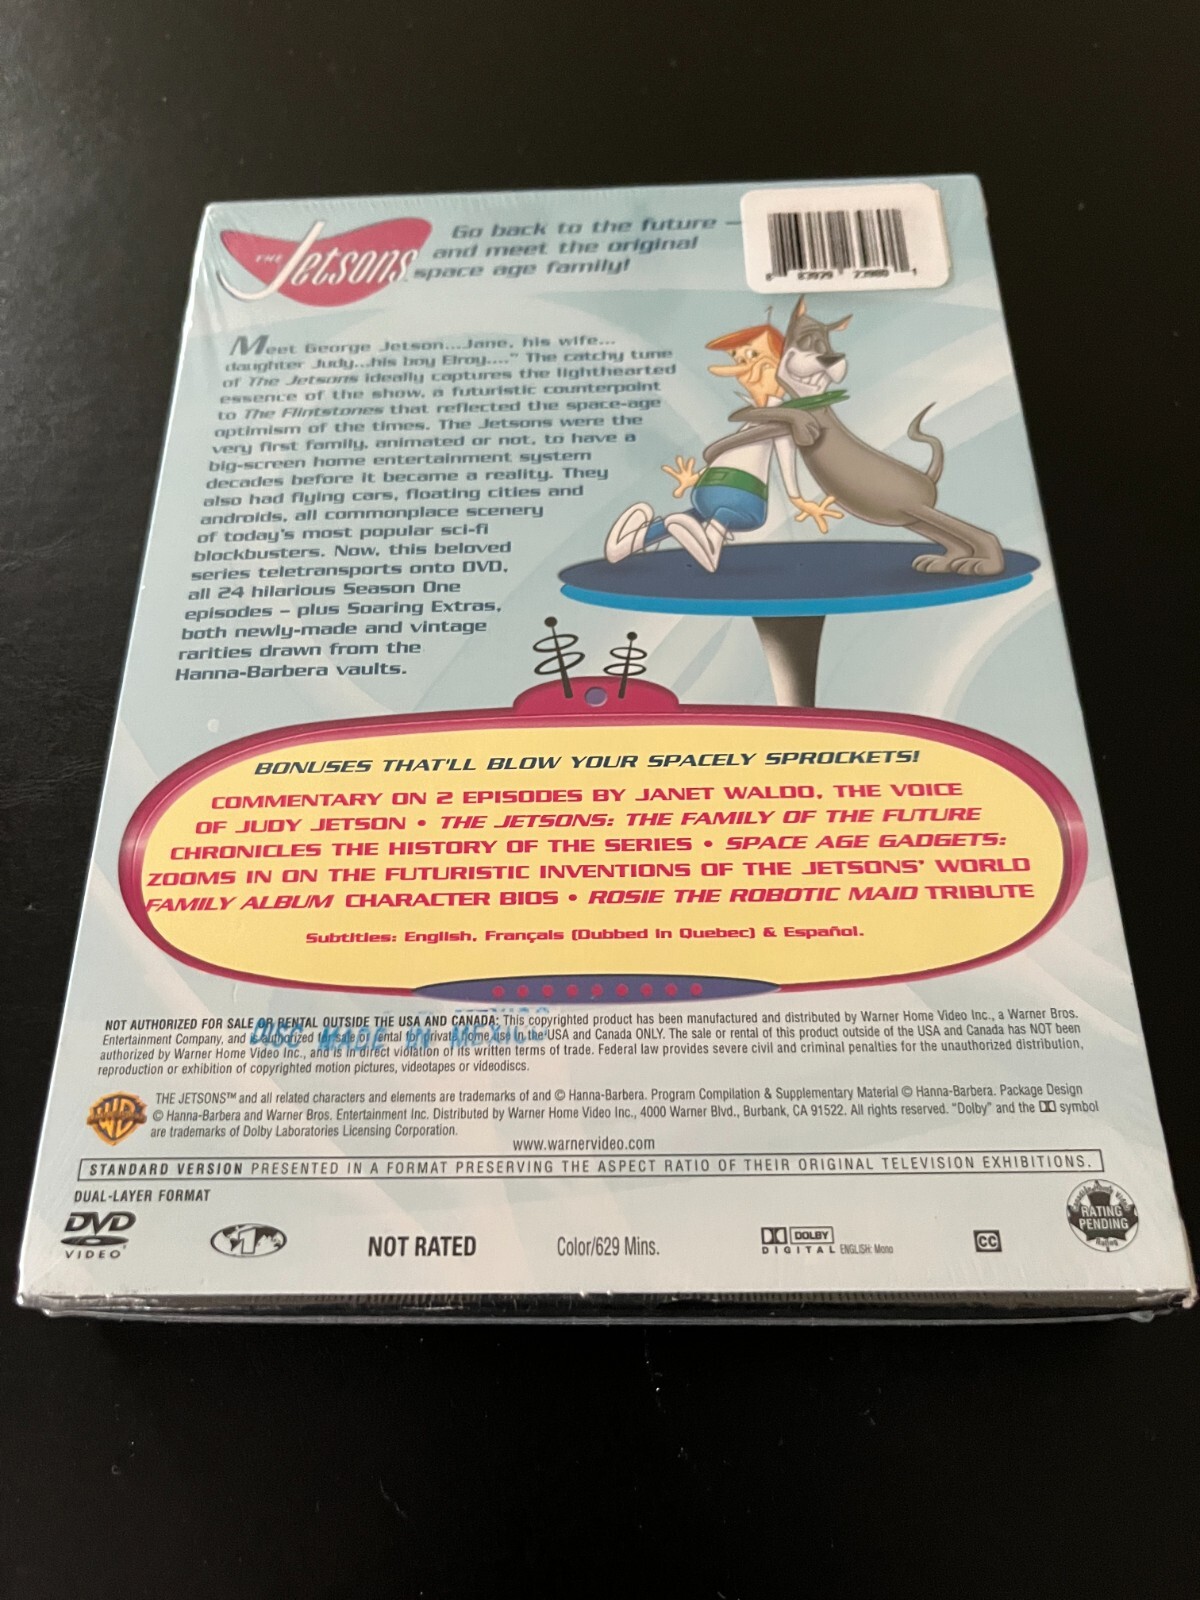 THE Jetsons
Go back to the future –
and meet the original
space age family!
8 83929 23980 1
Meet George Jetson...Jane, his wife...
daughter Judy...his boy Elroy...." The catchy tune
of The Jetsons ideally captures the lighthearted
essence of the show, a futuristic counterpoint
to The Flintstones that reflected the space-age
optimism of the times. The Jetsons were the
very first family, animated or not, to have a
big-screen home entertainment system
decades before it became a reality. They
also had flying cars, floating cities and
androids, all commonplace scenery
of today's most popular sci-fi
blockbusters. Now, this beloved
series teletransports onto DVD,
all 24 hilarious Season One
episodes – plus Soaring Extras,
both newly-made and vintage
rarities drawn from the
Hanna-Barbera vaults.
BONUSES THAT'LL BLOW YOUR SPACELY SPROCKETS!
COMMENTARY ON 2 EPISODES BY JANET WALDO, THE VOICE
OF JUDY JETSON • THE JETSONS: THE FAMILY OF THE FUTURE
CHRONICLES THE HISTORY OF THE SERIES • SPACE AGE GADGETS:
ZOOMS IN ON THE FUTURISTIC INVENTIONS OF THE JETSONS' WORLD
FAMILY ALBUM CHARACTER BIOS • ROSIE THE ROBOTIC MAID TRIBUTE
Subtitles: English, Français (Dubbed in Quebec) & Español.
NOT AUTHORIZED FOR SALE OR RENTAL OUTSIDE THE USA AND CANADA: This copyrighted product has been manufactured and distributed by Warner Home Video Inc., a Warner Bros.
Entertainment Company, and is authorized for sale or rental for private home use in the USA and Canada ONLY. The sale or rental of this product outside of the USA and Canada has NOT been
authorized by Warner Home Video Inc., and is in direct violation of its written terms of trade. Federal law provides severe civil and criminal penalties for the unauthorized distribution,
reproduction or exhibition of copyrighted motion pictures, videotapes or videodiscs.
DISC MADE IN MEXICO
THE JETSONS™ and all related characters and elements are trademarks of and © Hanna-Barbera. Program Compilation & Supplementary Material © Hanna-Barbera. Package Design
© Hanna-Barbera and Warner Bros. Entertainment Inc. Distributed by Warner Home Video Inc., 4000 Warner Blvd., Burbank, CA 91522. All rights reserved. "Dolby" and the symbol
are trademarks of Dolby Laboratories Licensing Corporation.
www.warnervideo.com
STANDARD VERSION PRESENTED IN A FORMAT PRESERVING THE ASPECT RATIO OF THEIR ORIGINAL TELEVISION EXHIBITIONS.
DUAL-LAYER FORMAT
DVD
VIDEO
1
NOT RATED
Color/629 Mins.
DOLBY
DIGITAL ENGLISH: Mono
CC
RATING
PENDING